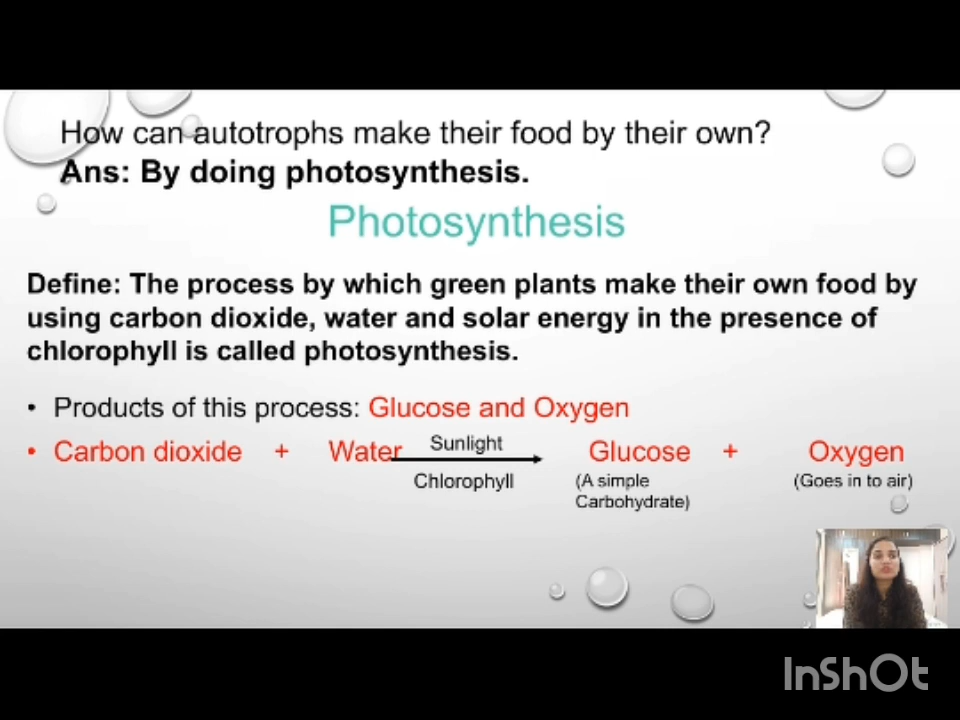 How can autotrophs make their food by their own?
Ans: By doing photosynthesis.
Photosynthesis
Define: The process by which green plants make their own food by
using carbon dioxide, water and solar energy in the presence of
chlorophyll is called photosynthesis.
• Products of this process: Glucose and Oxygen
• Carbon dioxide + Water Sunlight Glucose + Oxygen
Chlorophyll (A simple (Goes in to air)
Carbohydrate)
InShOt